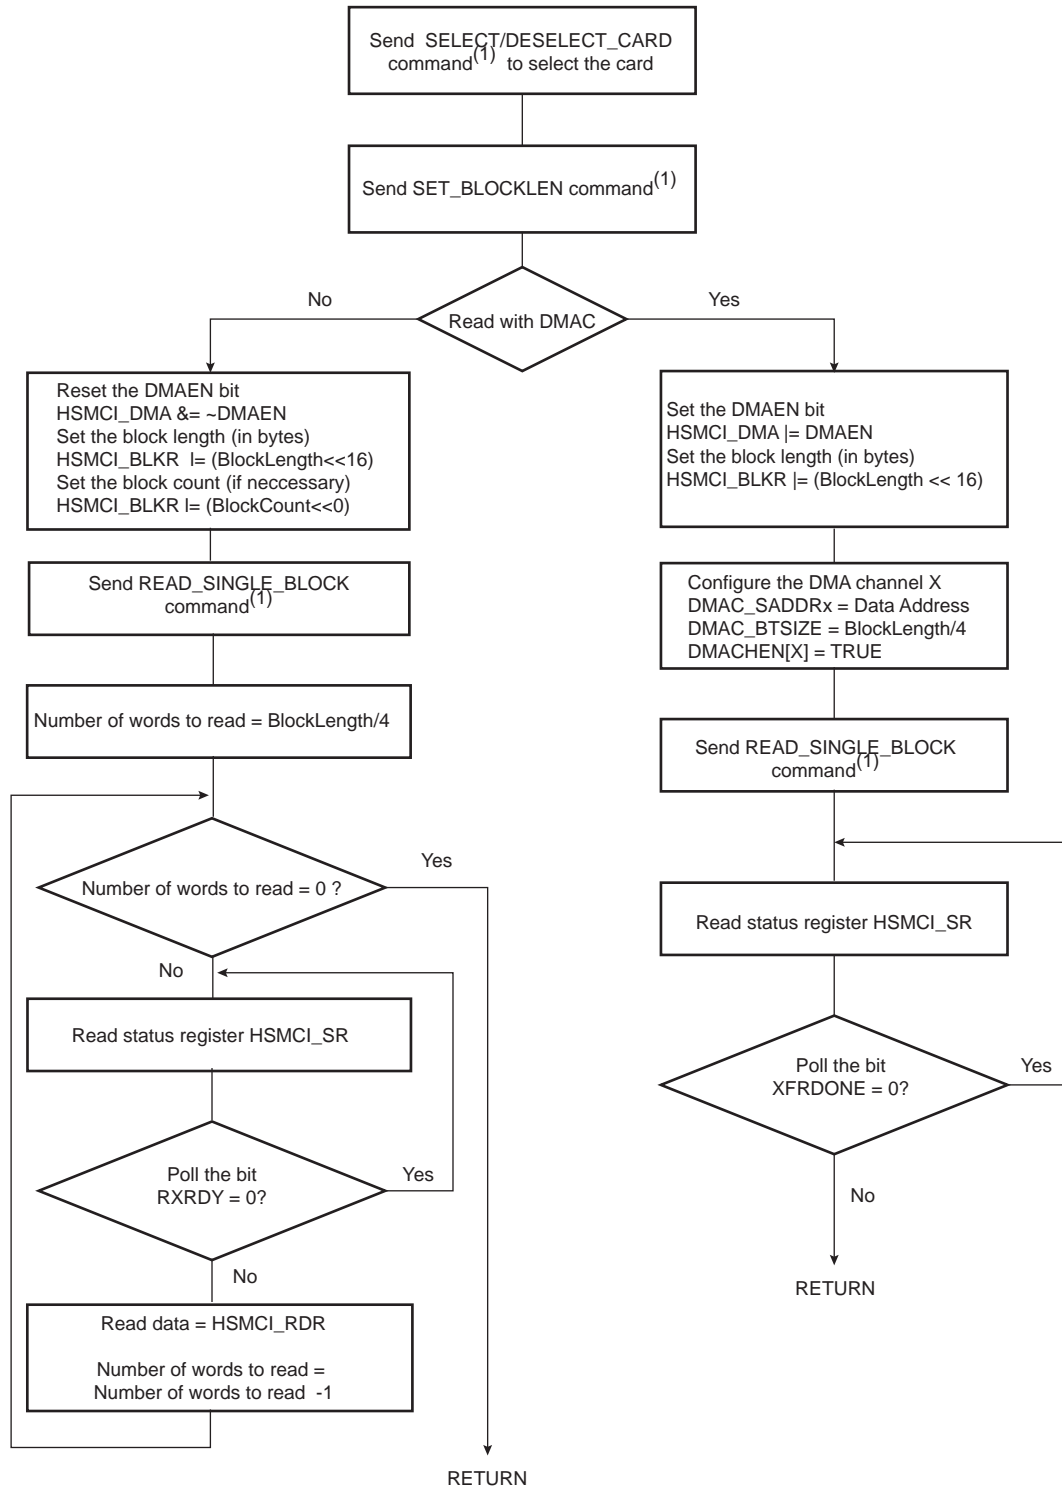 Send SELECT/DESELECT_CARD
command(1) to select the card
Send SET_BLOCKLEN command(1)
No
Yes
Read with DMAC
Reset the DMAEN bit
HSMCI_DMA &= ~DMAEN
Set the block length (in bytes)
HSMCI_BLKR l= (BlockLength<<16)
Set the block count (if neccessary)
HSMCI_BLKR l= (BlockCount<<0)
Send READ_SINGLE_BLOCK
command(1)
Number of words to read = BlockLength/4
Number of words to read = 0 ?
Yes
No
Read status register HSMCI_SR
Poll the bit
RXRDY = 0?
Yes
No
Read data = HSMCI_RDR
Number of words to read =
Number of words to read -1
RETURN
Set the DMAEN bit
HSMCI_DMA |= DMAEN
Set the block length (in bytes)
HSMCI_BLKR |= (BlockLength << 16)
Configure the DMA channel X
DMAC_SADDRx = Data Address
DMAC_BTSIZE = BlockLength/4
DMACHEN[X] = TRUE
Send READ_SINGLE_BLOCK
command(1)
Read status register HSMCI_SR
Poll the bit
XFRDONE = 0?
Yes
No
RETURN